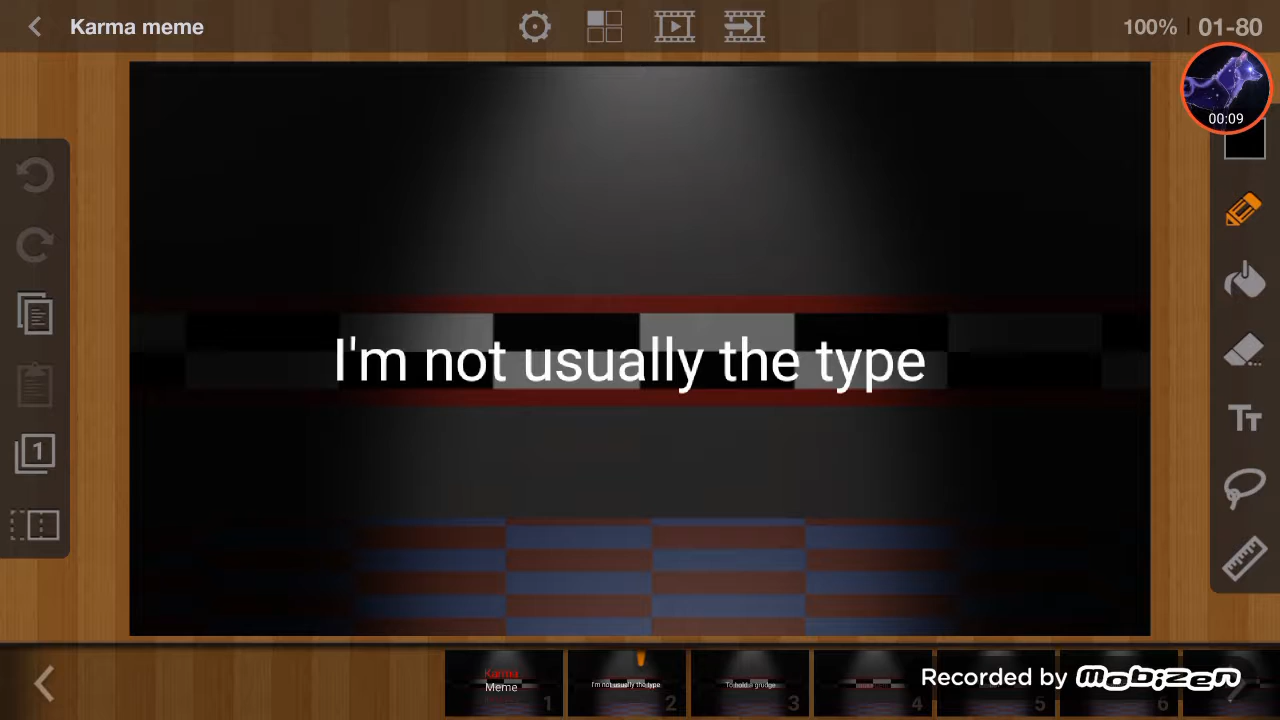 Karma meme
100% 01-80
00:09
I'm not usually the type
1
Karma
Meme
1
I'm not usually the type
2
To hold a grudge
3
4
5
6
Recorded by mobizen